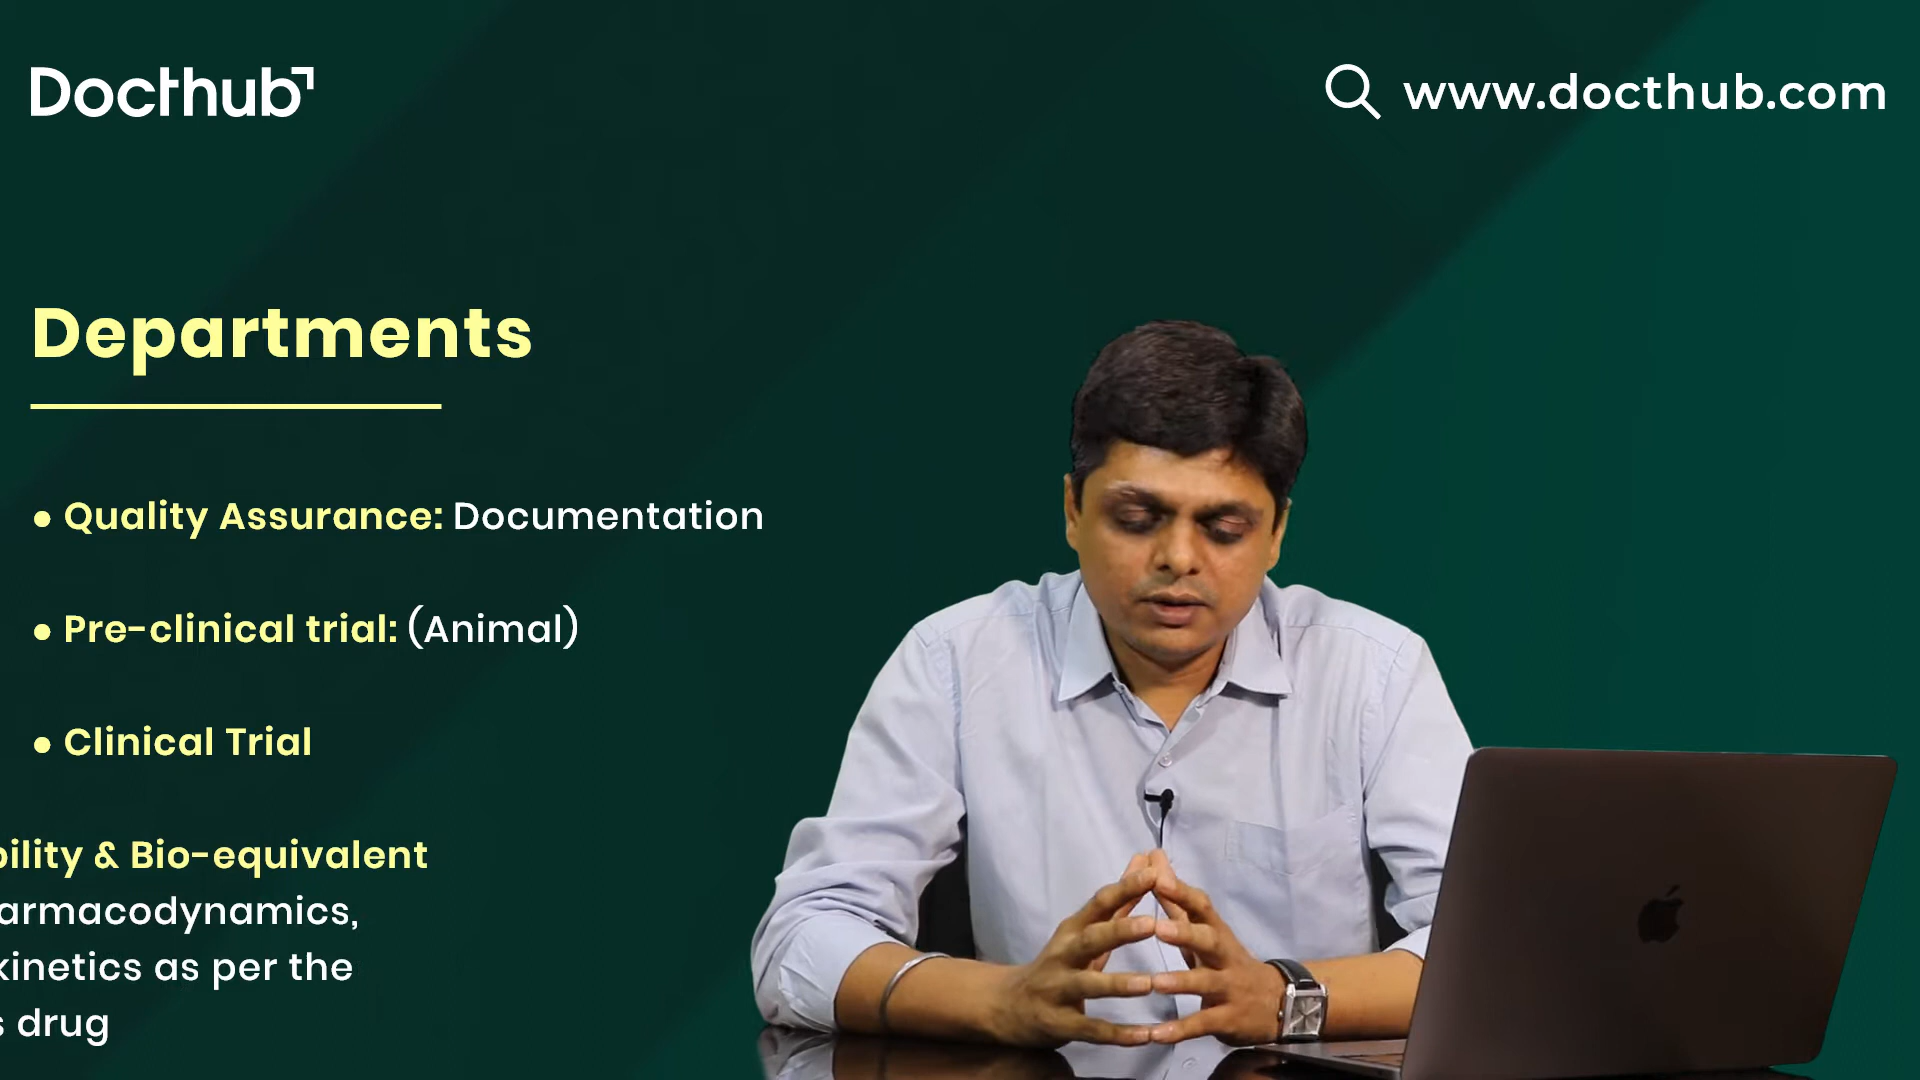 Docthub
www.docthub.com
Departments
• Quality Assurance: Documentation
• Pre-clinical trial: (Animal)
• Clinical Trial
bility & Bio-equivalent
armacodynamics,
kinetics as per the
s drug